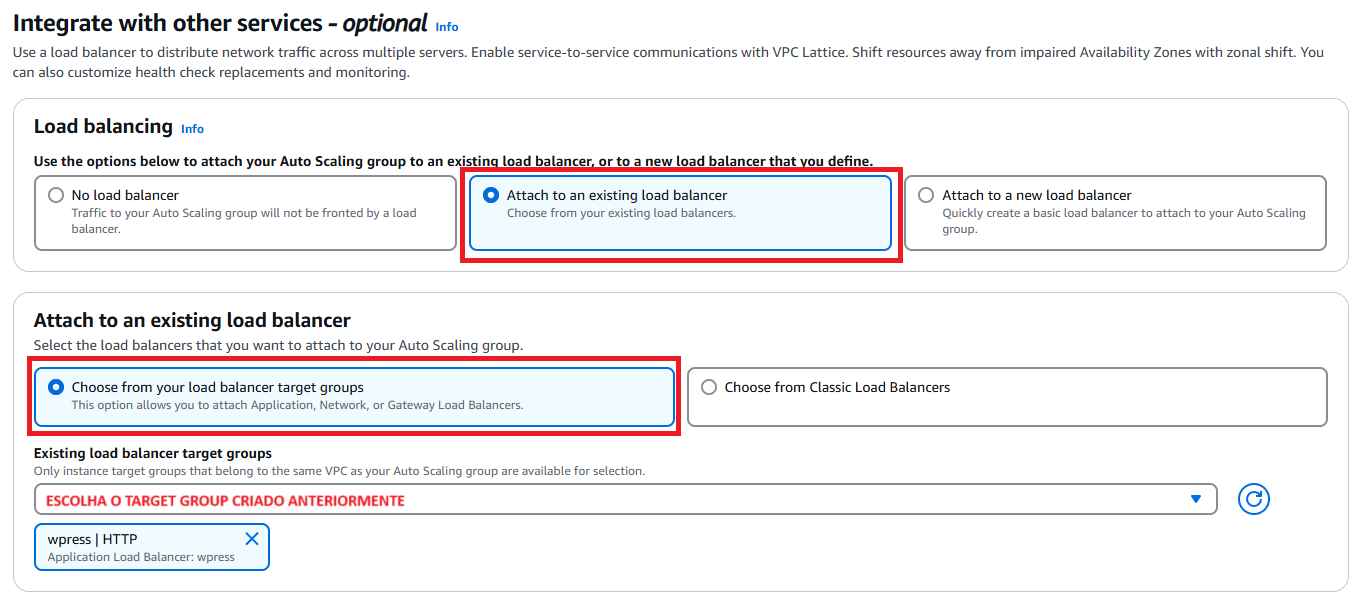 Integrate with other services - optional Info
Use a load balancer to distribute network traffic across multiple servers. Enable service-to-service communications with VPC Lattice. Shift resources away from impaired Availability Zones with zonal shift. You
can also customize health check replacements and monitoring.
Load balancing Info
Use the options below to attach your Auto Scaling group to an existing load balancer, or to a new load balancer that you define.
No load balancer
Traffic to your Auto Scaling group will not be fronted by a load
balancer.
Attach to an existing load balancer
Choose from your existing load balancers.
Attach to a new load balancer
Quickly create a basic load balancer to attach to your Auto Scaling
group.
Attach to an existing load balancer
Select the load balancers that you want to attach to your Auto Scaling group.
Choose from your load balancer target groups
This option allows you to attach Application, Network, or Gateway Load Balancers.
Choose from Classic Load Balancers
Existing load balancer target groups
Only instance target groups that belong to the same VPC as your Auto Scaling group are available for selection.
ESCOLHA O TARGET GROUP CRIADO ANTERIORMENTE
wpress | HTTP
Application Load Balancer: wpress